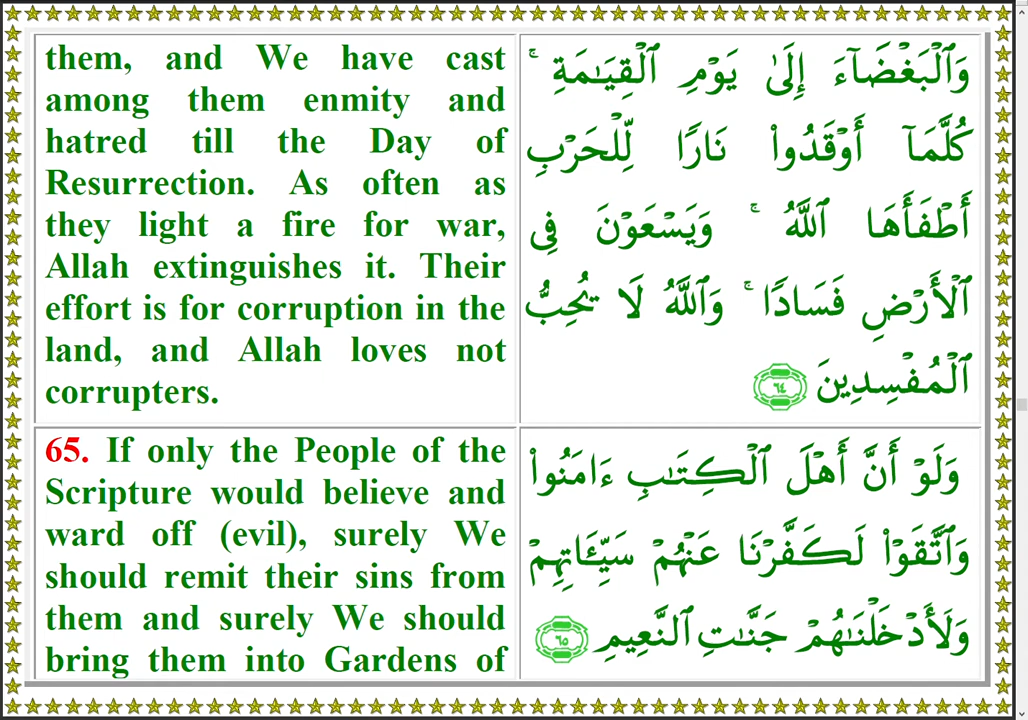 them, and We have cast
among them enmity and
hatred till the Day of
Resurrection. As often as
they light a fire for war,
Allah extinguishes it. Their
effort is for corruption in the
land, and Allah loves not
corrupters.
وَٱلْبَغْضَآءَ إِلَىٰ يَوْمِ ٱلْقِيَـٰمَةِ ۚ
كُلَّمَآ أَوْقَدُوا۟ نَارًا لِّلْحَرْبِ
أَطْفَأَهَا ٱللَّهُ ۚ وَيَسْعَوْنَ فِى
ٱلْأَرْضِ فَسَادًا ۚ وَٱللَّهُ لَا يُحِبُّ
ٱلْمُفْسِدِينَ ٦٤
65. If only the People of the
Scripture would believe and
ward off (evil), surely We
should remit their sins from
them and surely We should
bring them into Gardens of
وَلَوْ أَنَّ أَهْلَ ٱلْكِتَـٰبِ ءَامَنُوا۟
وَٱتَّقَوْا۟ لَكَفَّرْنَا عَنْهُمْ سَيِّـَٔاتِهِمْ
وَلَأَدْخَلْنَـٰهُمْ جَنَّـٰتِ ٱلنَّعِيمِ ٦٥